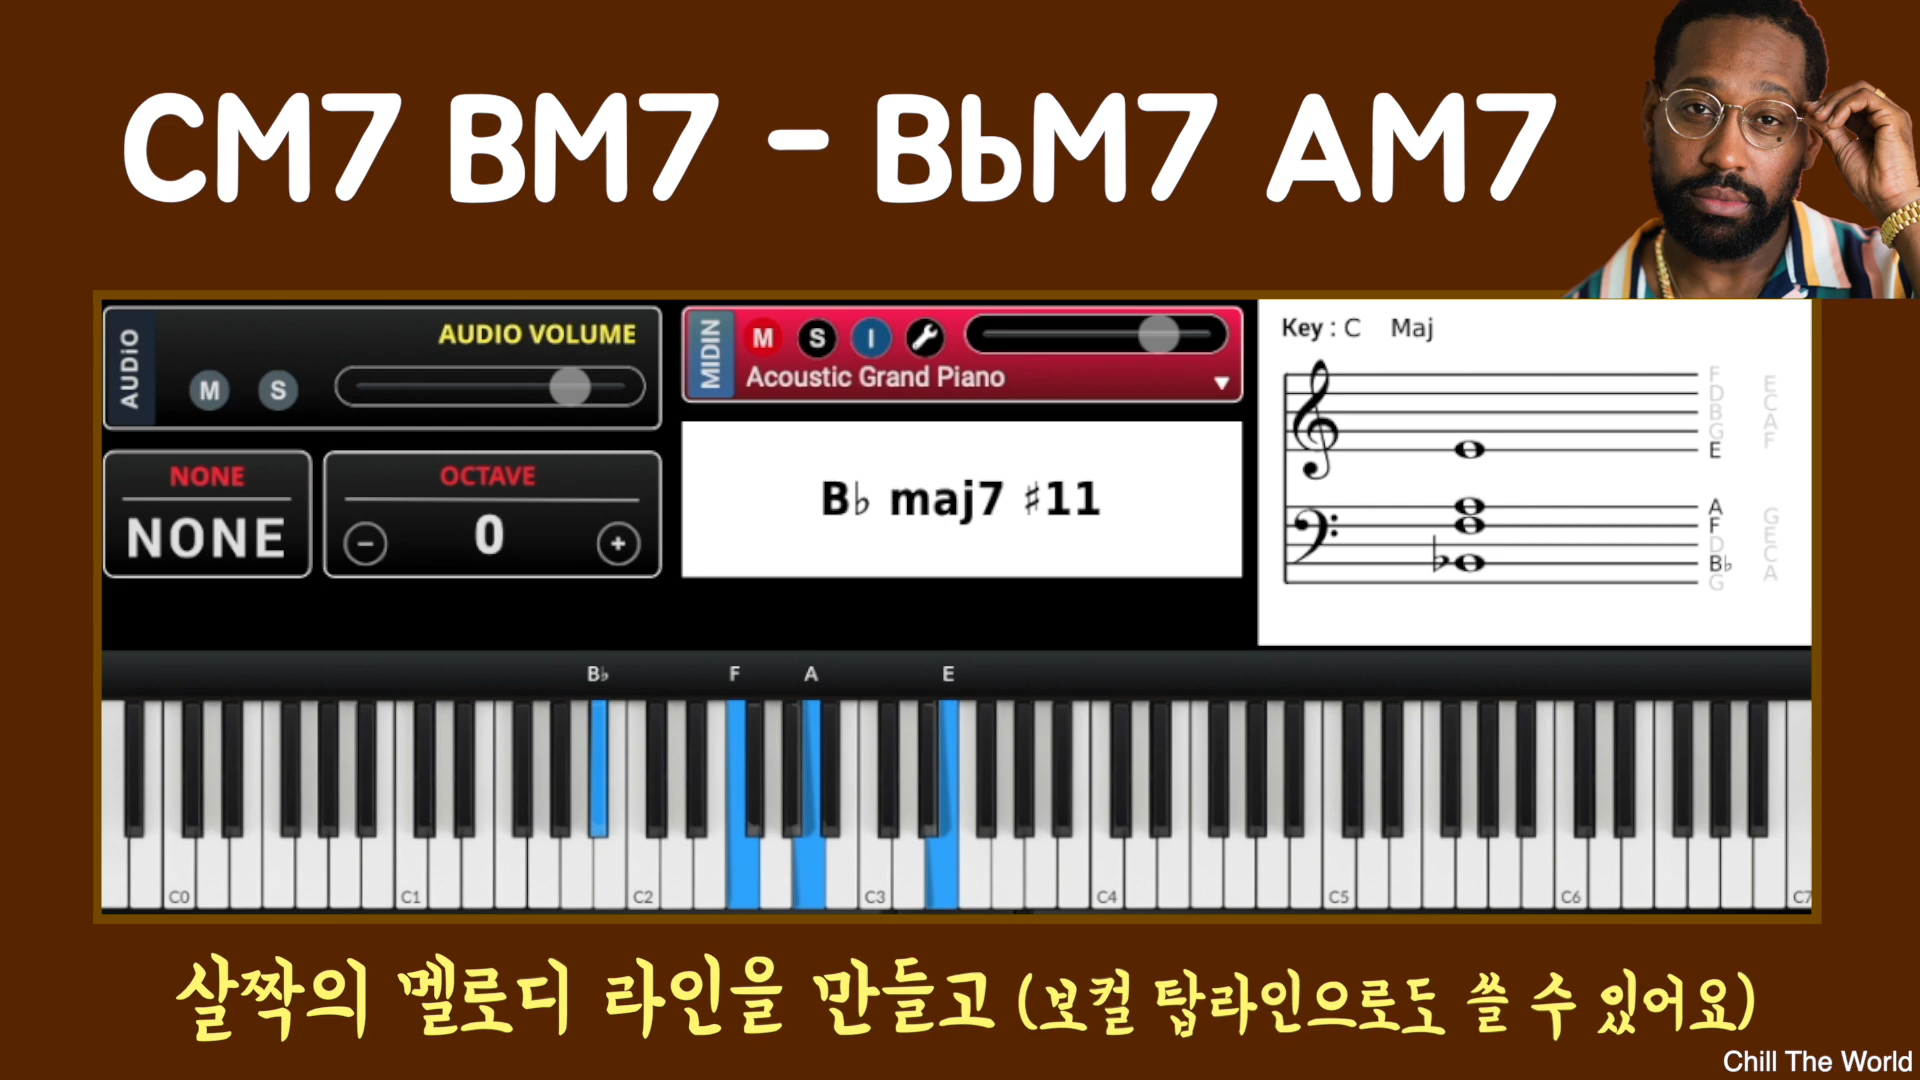 CM7 BM7 - BbM7 AM7
AUDiO
AUDIO VOLUME
M S
NONE
NONE
OCTAVE
− 0 +
MIDIN
M S I
Acoustic Grand Piano
B♭ maj7 ♯11
Key : C Maj
F
D
B
G
E
E
C
A
F
A
F
D
B♭
G
G
E
C
A
B♭ F A E
C0 C1 C2 C3 C4 C5 C6 C7
살짝의 멜로디 라인을 만들고 (보컬 탑라인으로도 쓸 수 있어요)
Chill The World